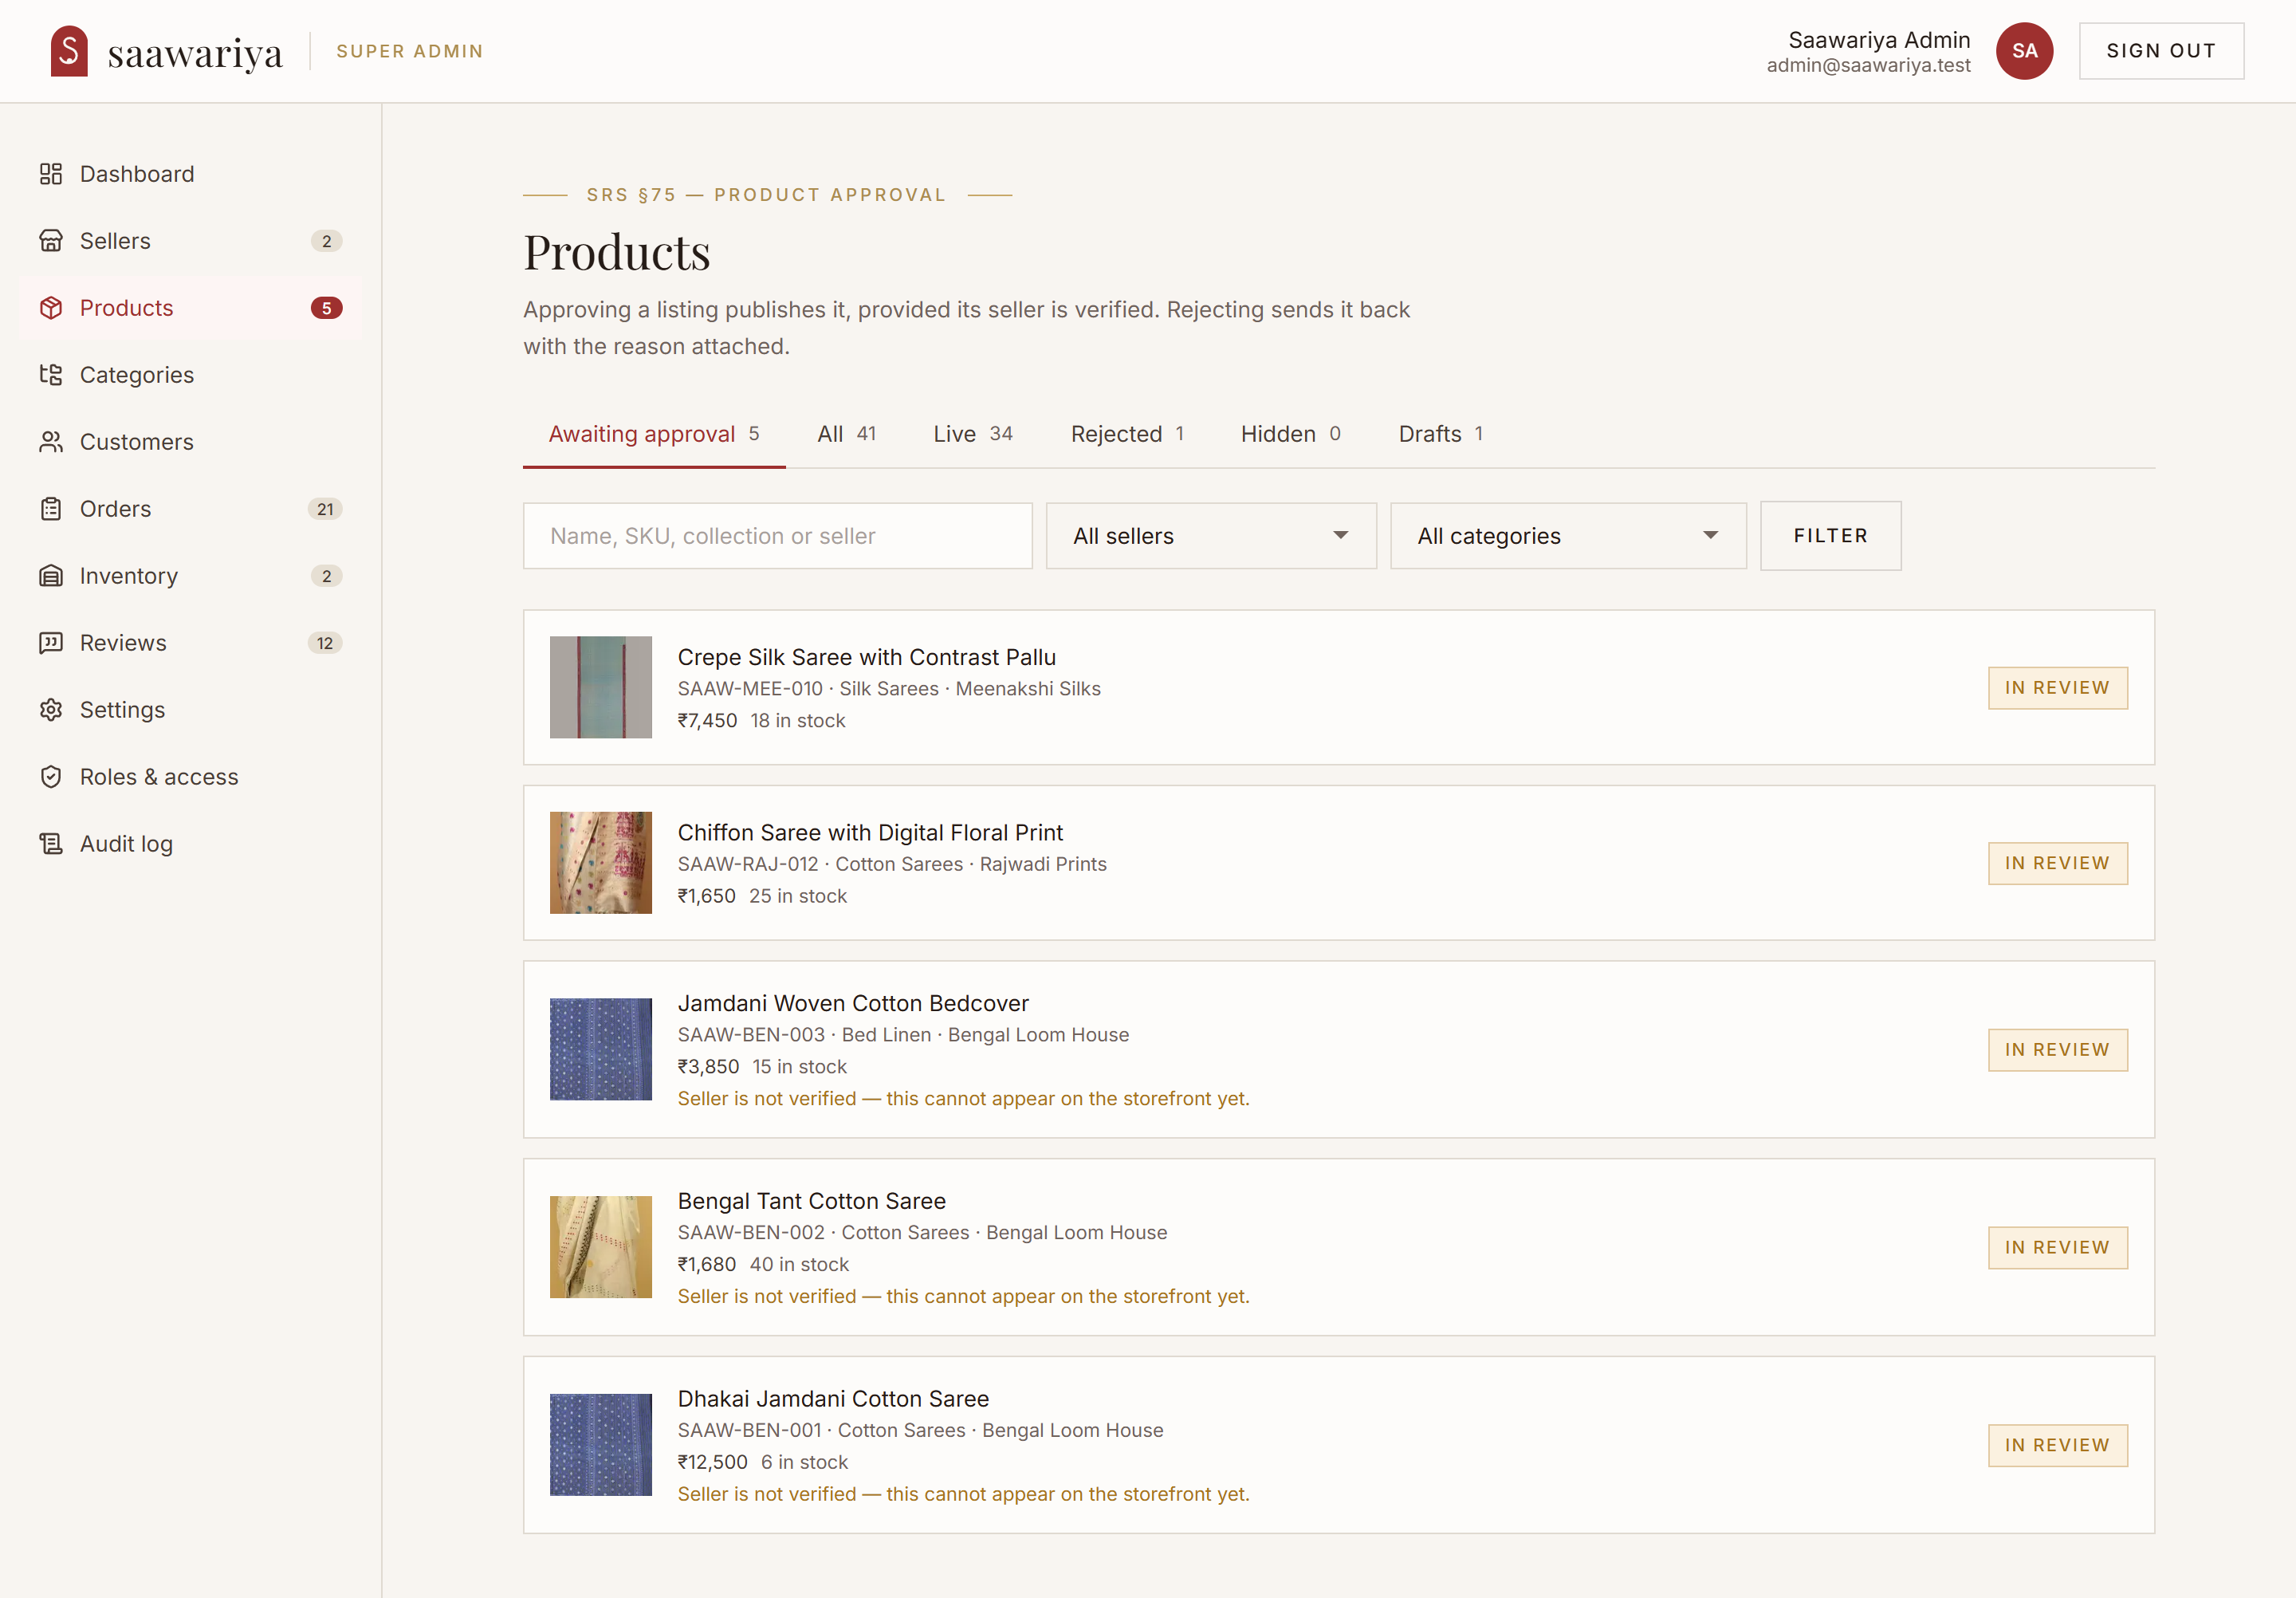 saawariya
SUPER ADMIN
Saawariya Admin
admin@saawariya.test
SA
SIGN OUT
Dashboard
Sellers 2
Products 5
Categories
Customers
Orders 21
Inventory 2
Reviews 12
Settings
Roles & access
Audit log
SRS §75 — PRODUCT APPROVAL
Products
Approving a listing publishes it, provided its seller is verified. Rejecting sends it back
with the reason attached.
Awaiting approval 5 All 41 Live 34 Rejected 1 Hidden 0 Drafts 1
Name, SKU, collection or seller All sellers All categories FILTER
Crepe Silk Saree with Contrast Pallu
SAAW-MEE-010 · Silk Sarees · Meenakshi Silks
₹7,450 18 in stock
IN REVIEW
Chiffon Saree with Digital Floral Print
SAAW-RAJ-012 · Cotton Sarees · Rajwadi Prints
₹1,650 25 in stock
IN REVIEW
Jamdani Woven Cotton Bedcover
SAAW-BEN-003 · Bed Linen · Bengal Loom House
₹3,850 15 in stock
Seller is not verified — this cannot appear on the storefront yet.
IN REVIEW
Bengal Tant Cotton Saree
SAAW-BEN-002 · Cotton Sarees · Bengal Loom House
₹1,680 40 in stock
Seller is not verified — this cannot appear on the storefront yet.
IN REVIEW
Dhakai Jamdani Cotton Saree
SAAW-BEN-001 · Cotton Sarees · Bengal Loom House
₹12,500 6 in stock
Seller is not verified — this cannot appear on the storefront yet.
IN REVIEW